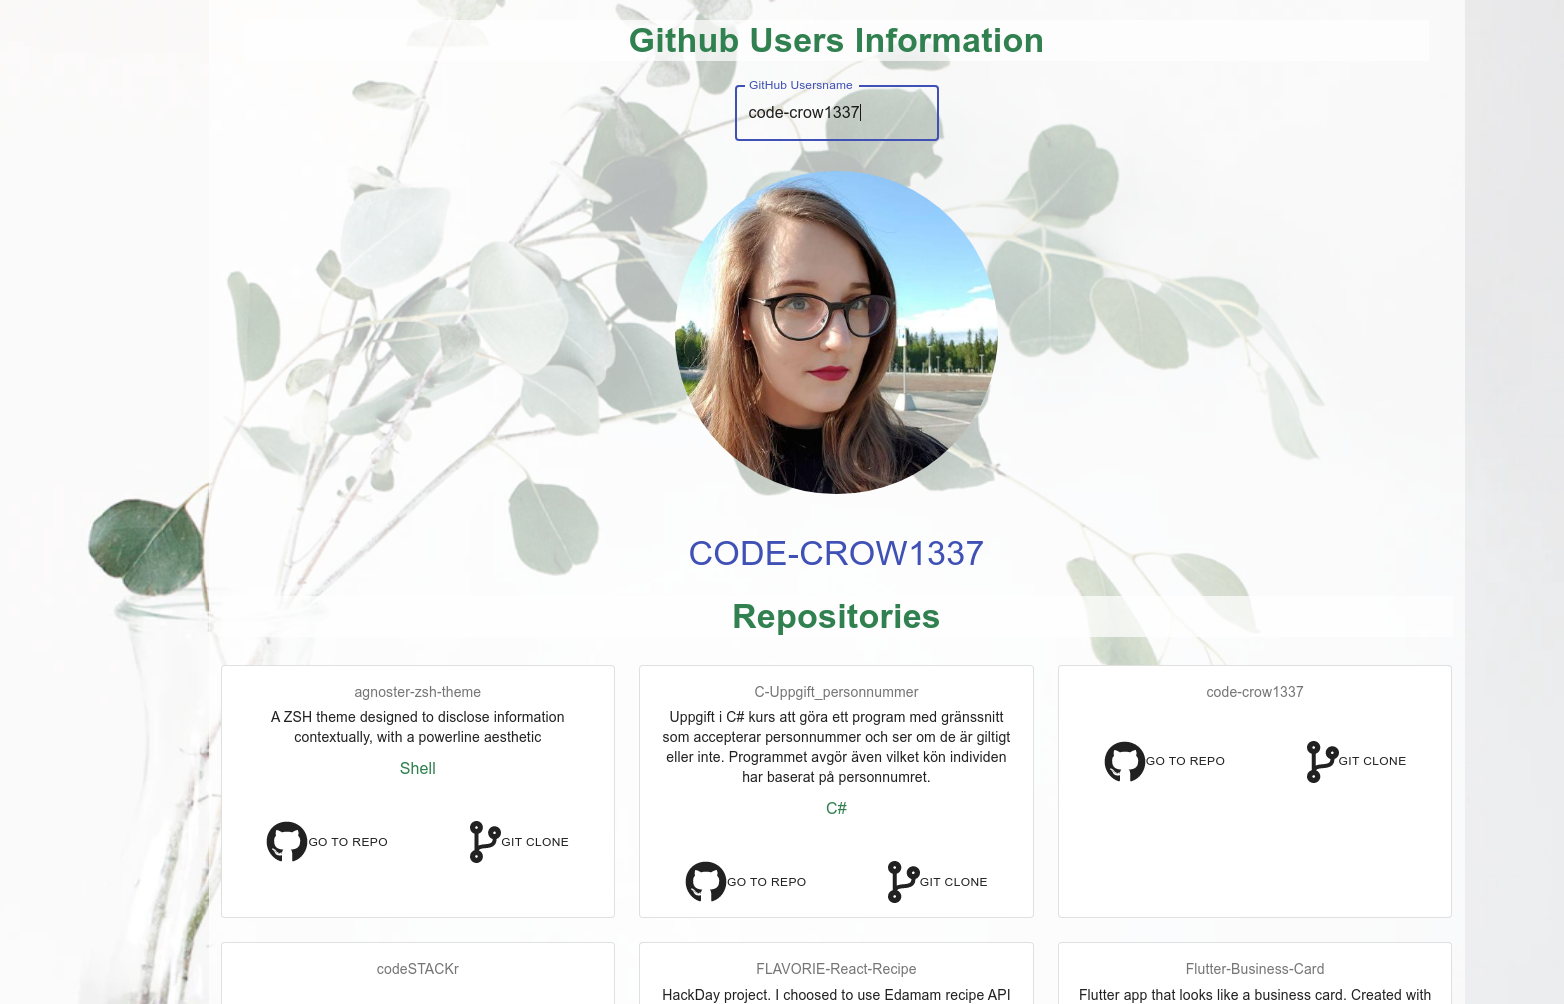 Github Users Information
GitHub Usersname
code-crow1337
CODE-CROW1337
Repositories
agnoster-zsh-theme
A ZSH theme designed to disclose information
contextually, with a powerline aesthetic
Shell
GO TO REPO
GIT CLONE
C-Uppgift_personnummer
Uppgift i C# kurs att göra ett program med gränssnitt
som accepterar personnummer och ser om de är giltigt
eller inte. Programmet avgör även vilket kön individen
har baserat på personnumret.
C#
GO TO REPO
GIT CLONE
code-crow1337
GO TO REPO
GIT CLONE
codeSTACKr
FLAVORIE-React-Recipe
HackDay project. I choosed to use Edamam recipe API
Flutter-Business-Card
Flutter app that looks like a business card. Created with